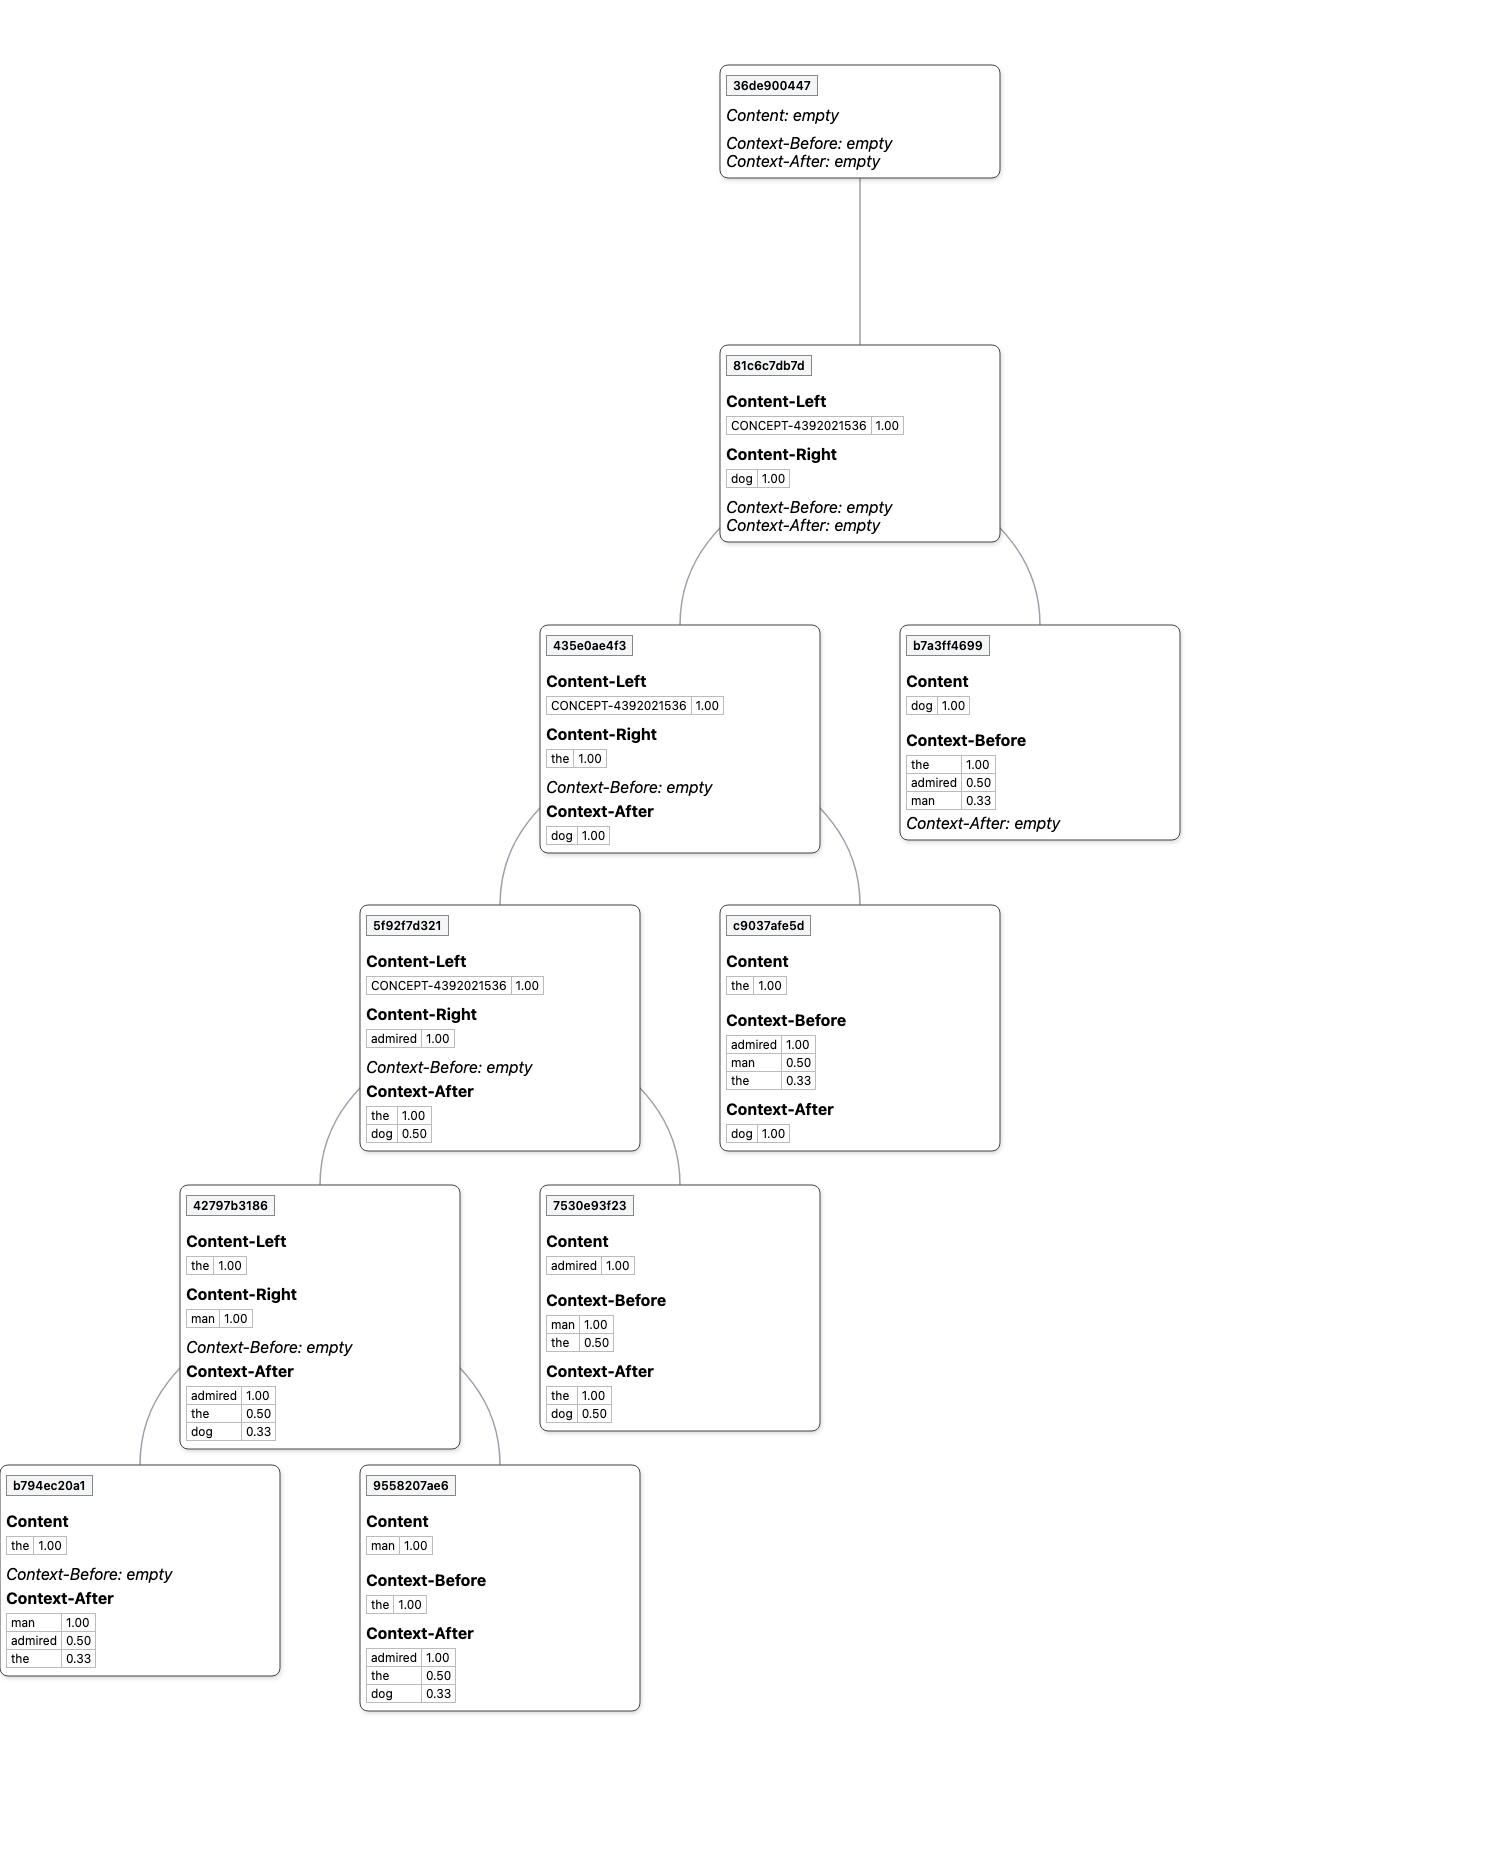 36de900447
Content: empty
Context-Before: empty
Context-After: empty
81c6c7db7d
Content-Left
CONCEPT-4392021536 1.00
Content-Right
dog 1.00
Context-Before: empty
Context-After: empty
435e0ae4f3
Content-Left
CONCEPT-4392021536 1.00
Content-Right
the 1.00
Context-Before: empty
Context-After
dog 1.00
b7a3ff4699
Content
dog 1.00
Context-Before
the 1.00
admired 0.50
man 0.33
Context-After: empty
5f92f7d321
Content-Left
CONCEPT-4392021536 1.00
Content-Right
admired 1.00
Context-Before: empty
Context-After
the 1.00
dog 0.50
c9037afe5d
Content
the 1.00
Context-Before
admired 1.00
man 0.50
the 0.33
Context-After
dog 1.00
42797b3186
Content-Left
the 1.00
Content-Right
man 1.00
Context-Before: empty
Context-After
admired 1.00
the 0.50
dog 0.33
7530e93f23
Content
admired 1.00
Context-Before
man 1.00
the 0.50
Context-After
the 1.00
dog 0.50
b794ec20a1
Content
the 1.00
Context-Before: empty
Context-After
man 1.00
admired 0.50
the 0.33
9558207ae6
Content
man 1.00
Context-Before
the 1.00
Context-After
admired 1.00
the 0.50
dog 0.33